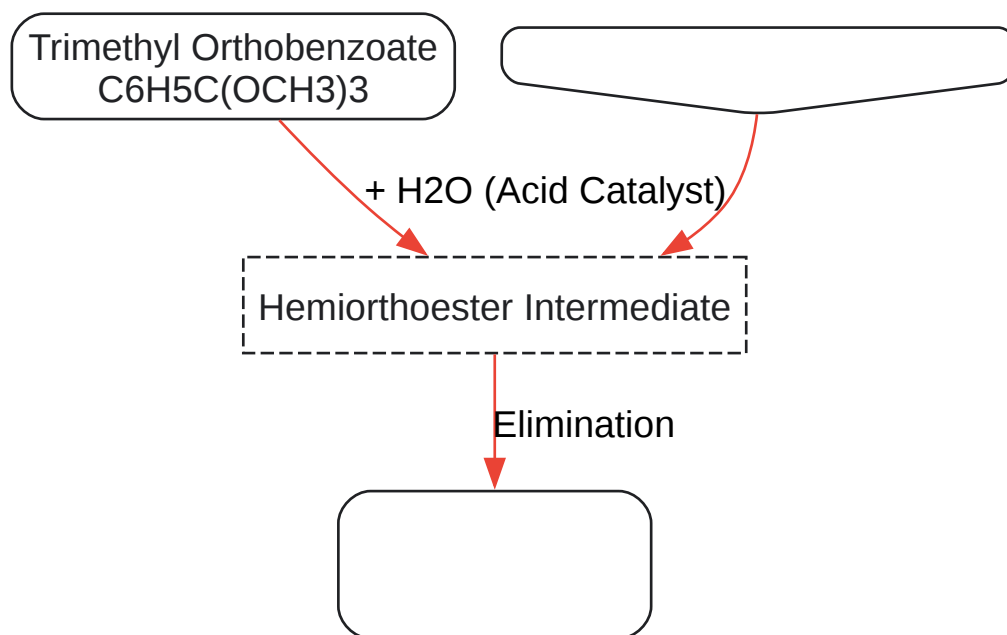 Trimethyl Orthobenzoate
C6H5C(OCH3)3
+ H2O (Acid Catalyst)
Hemiorthoester Intermediate
Elimination